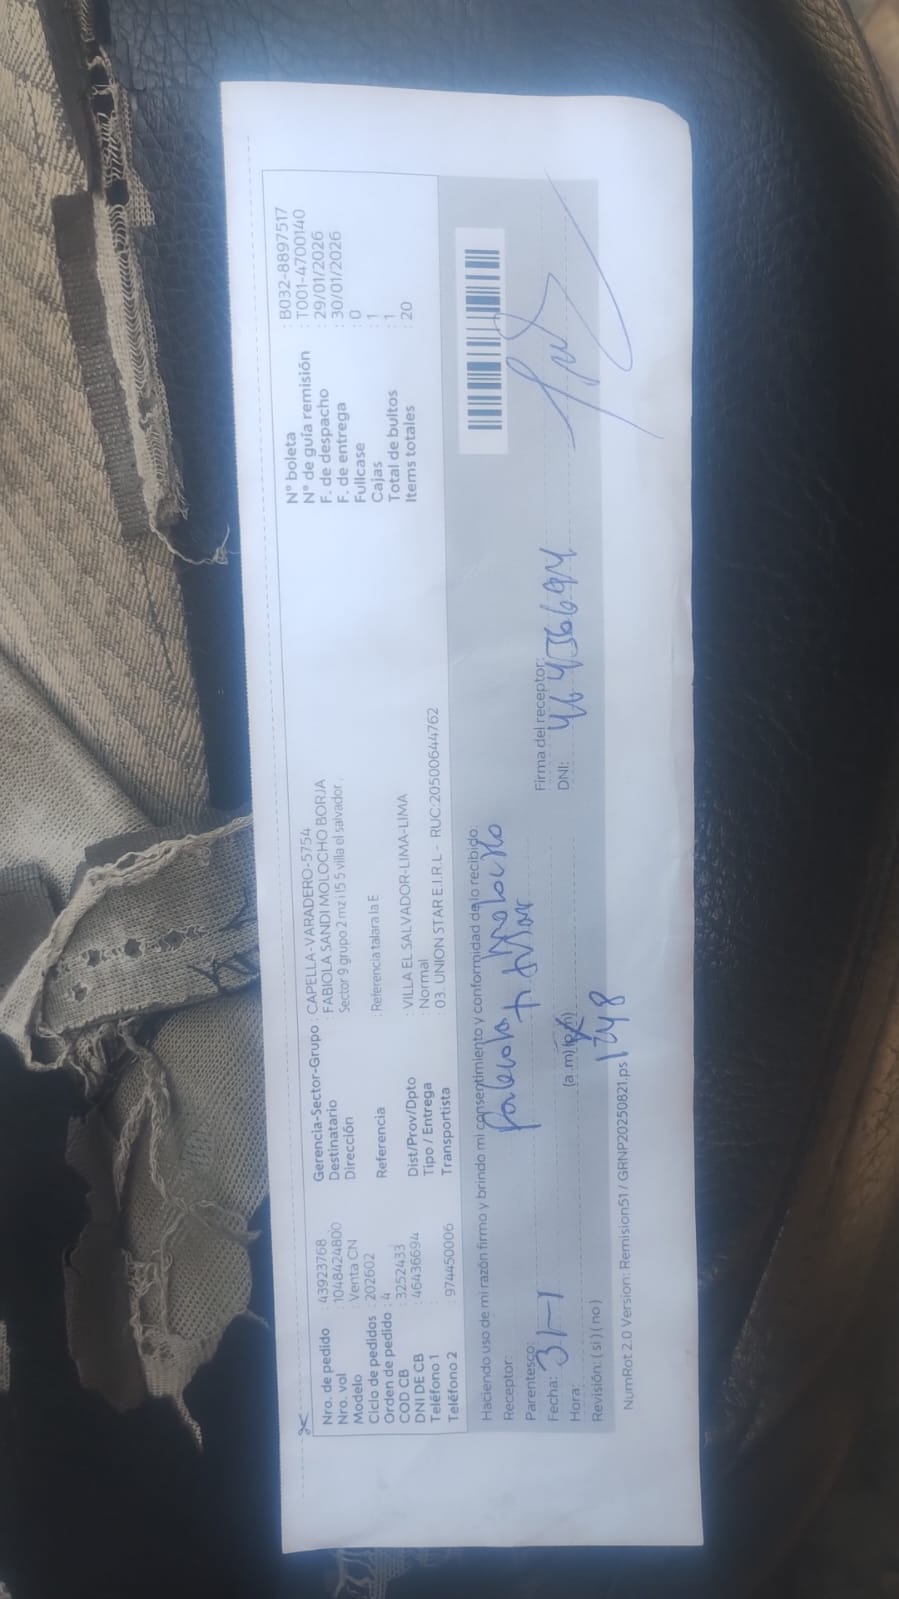 Nro. de pedido : 43923768
Nro. vol : 1048424800
Modelo : Venta CN
Ciclo de pedidos : 202602
Orden de pedido : 4
COD CB : 3252433
DNI DE CB : 46436694
Teléfono 1 :
Teléfono 2 : 974450006
Gerencia-Sector-Grupo : CAPELLA-VARADERO-5754
Destinatario : FABIOLA SANDI MOLOCHO BORJA
Dirección : Sector 9 grupo 2 mz i l5 5 villa el salvador ,
Referencia : Referencia talara la E
Dist/Prov/Dpto : VILLA EL SALVADOR-LIMA-LIMA
Tipo / Entrega : Normal
Transportista : 03. UNION STAR E.I.R.L - RUC:20500644762
N° boleta : B032-8897517
N° de guía remisión : T001-4700140
F. de despacho : 29/01/2026
F. de entrega : 30/01/2026
Fullcase : 0
Cajas : 1
Total de bultos : 1
Items totales : 20
Haciendo uso de mi razón firmo y brindo mi consentimiento y conformidad de lo recibido:
Receptor: Fabiola Molocho
Parentesco:
Fecha: 31-1
Hora: (a .m) (p.m)
1248
Revisión: ( si ) ( no )
Firma del receptor:
DNI: 46436694
NumRot 2.0 Version: Remision51 / GRNP20250821.ps